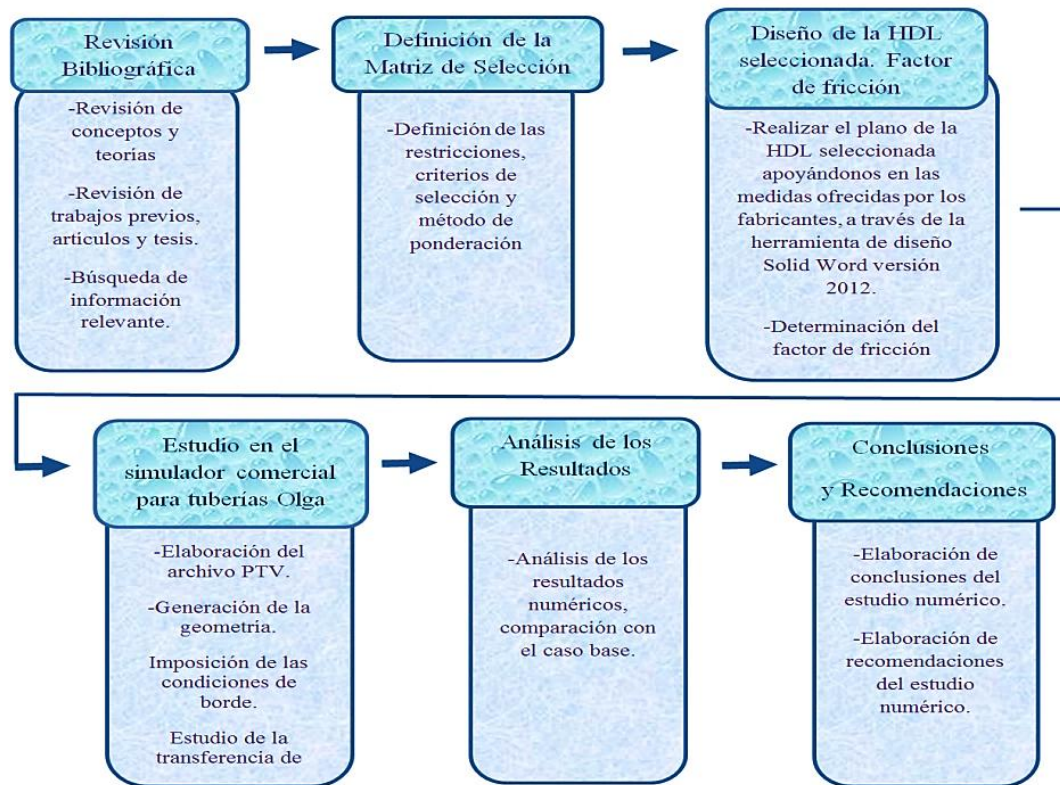 Revisión
Bibliográfica
-Revisión de
conceptos y
teorías
-Revisión de
trabajos previos,
artículos y tesis.
-Búsqueda de
información
relevante.
Definición de la
Matriz de Selección
-Definición de las
restricciones,
criterios de
selección y
método de
ponderación
Diseño de la HDL
seleccionada. Factor
de fricción
-Realizar el plano de la
HDL seleccionada
apoyándonos en las
medidas ofrecidas por los
fabricantes, a través de la
herramienta de diseño
Solid Word versión
2012.
-Determinación del
factor de fricción
Estudio en el
simulador comercial
para tuberías Olga
-Elaboración del
archivo PTV.
-Generación de la
geometria.
Imposición de las
condiciones de
borde.
Estudio de la
transferencia de
Análisis de los
Resultados
-Análisis de los
resultados
numéricos,
comparación con
el caso base.
Conclusiones
y Recomendaciones
-Elaboración de
conclusiones del
estudio numérico.
-Elaboración de
recomendaciones
del estudio
numérico.